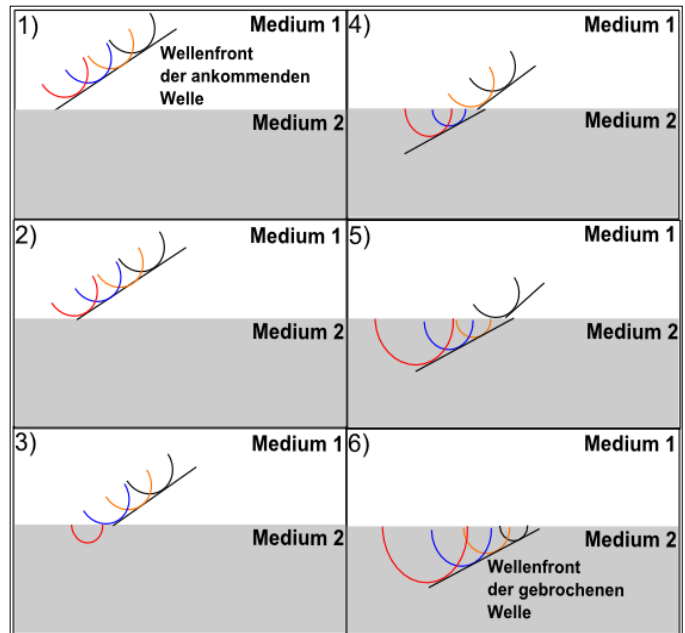 1)
Medium 1
Wellenfront
der ankommenden
Welle
Medium 2
2)
Medium 1
Medium 2
3)
Medium 1
Medium 2
4)
Medium 1
Medium 2
5)
Medium 1
Medium 2
6)
Medium 1
Medium 2
Wellenfront
der gebrochenen
Welle